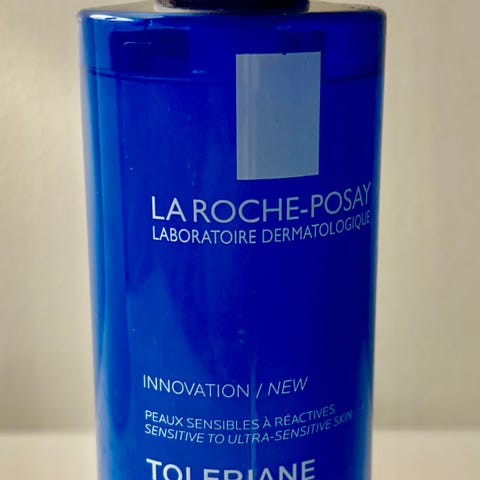 LA ROCHE-POSAY
LABORATOIRE DERMATOLOGIQUE
INNOVATION / NEW
PEAUX SENSIBLES À RÉACTIVES
SENSITIVE TO ULTRA-SENSITIVE SKIN
TOLERIANE